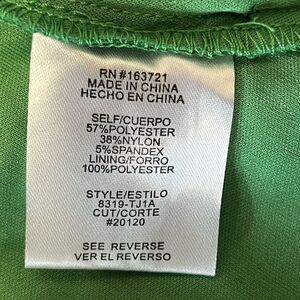 RN #163721
MADE IN CHINA
HECHO EN CHINA
SELF/CUERPO
57%POLYESTER
38%NYLON
5%SPANDEX
LINING/FORRO
100%POLYESTER
STYLE/ESTILO
8319-TJ1A
CUT/CORTE
#20120
SEE REVERSE
VER EL REVERSO